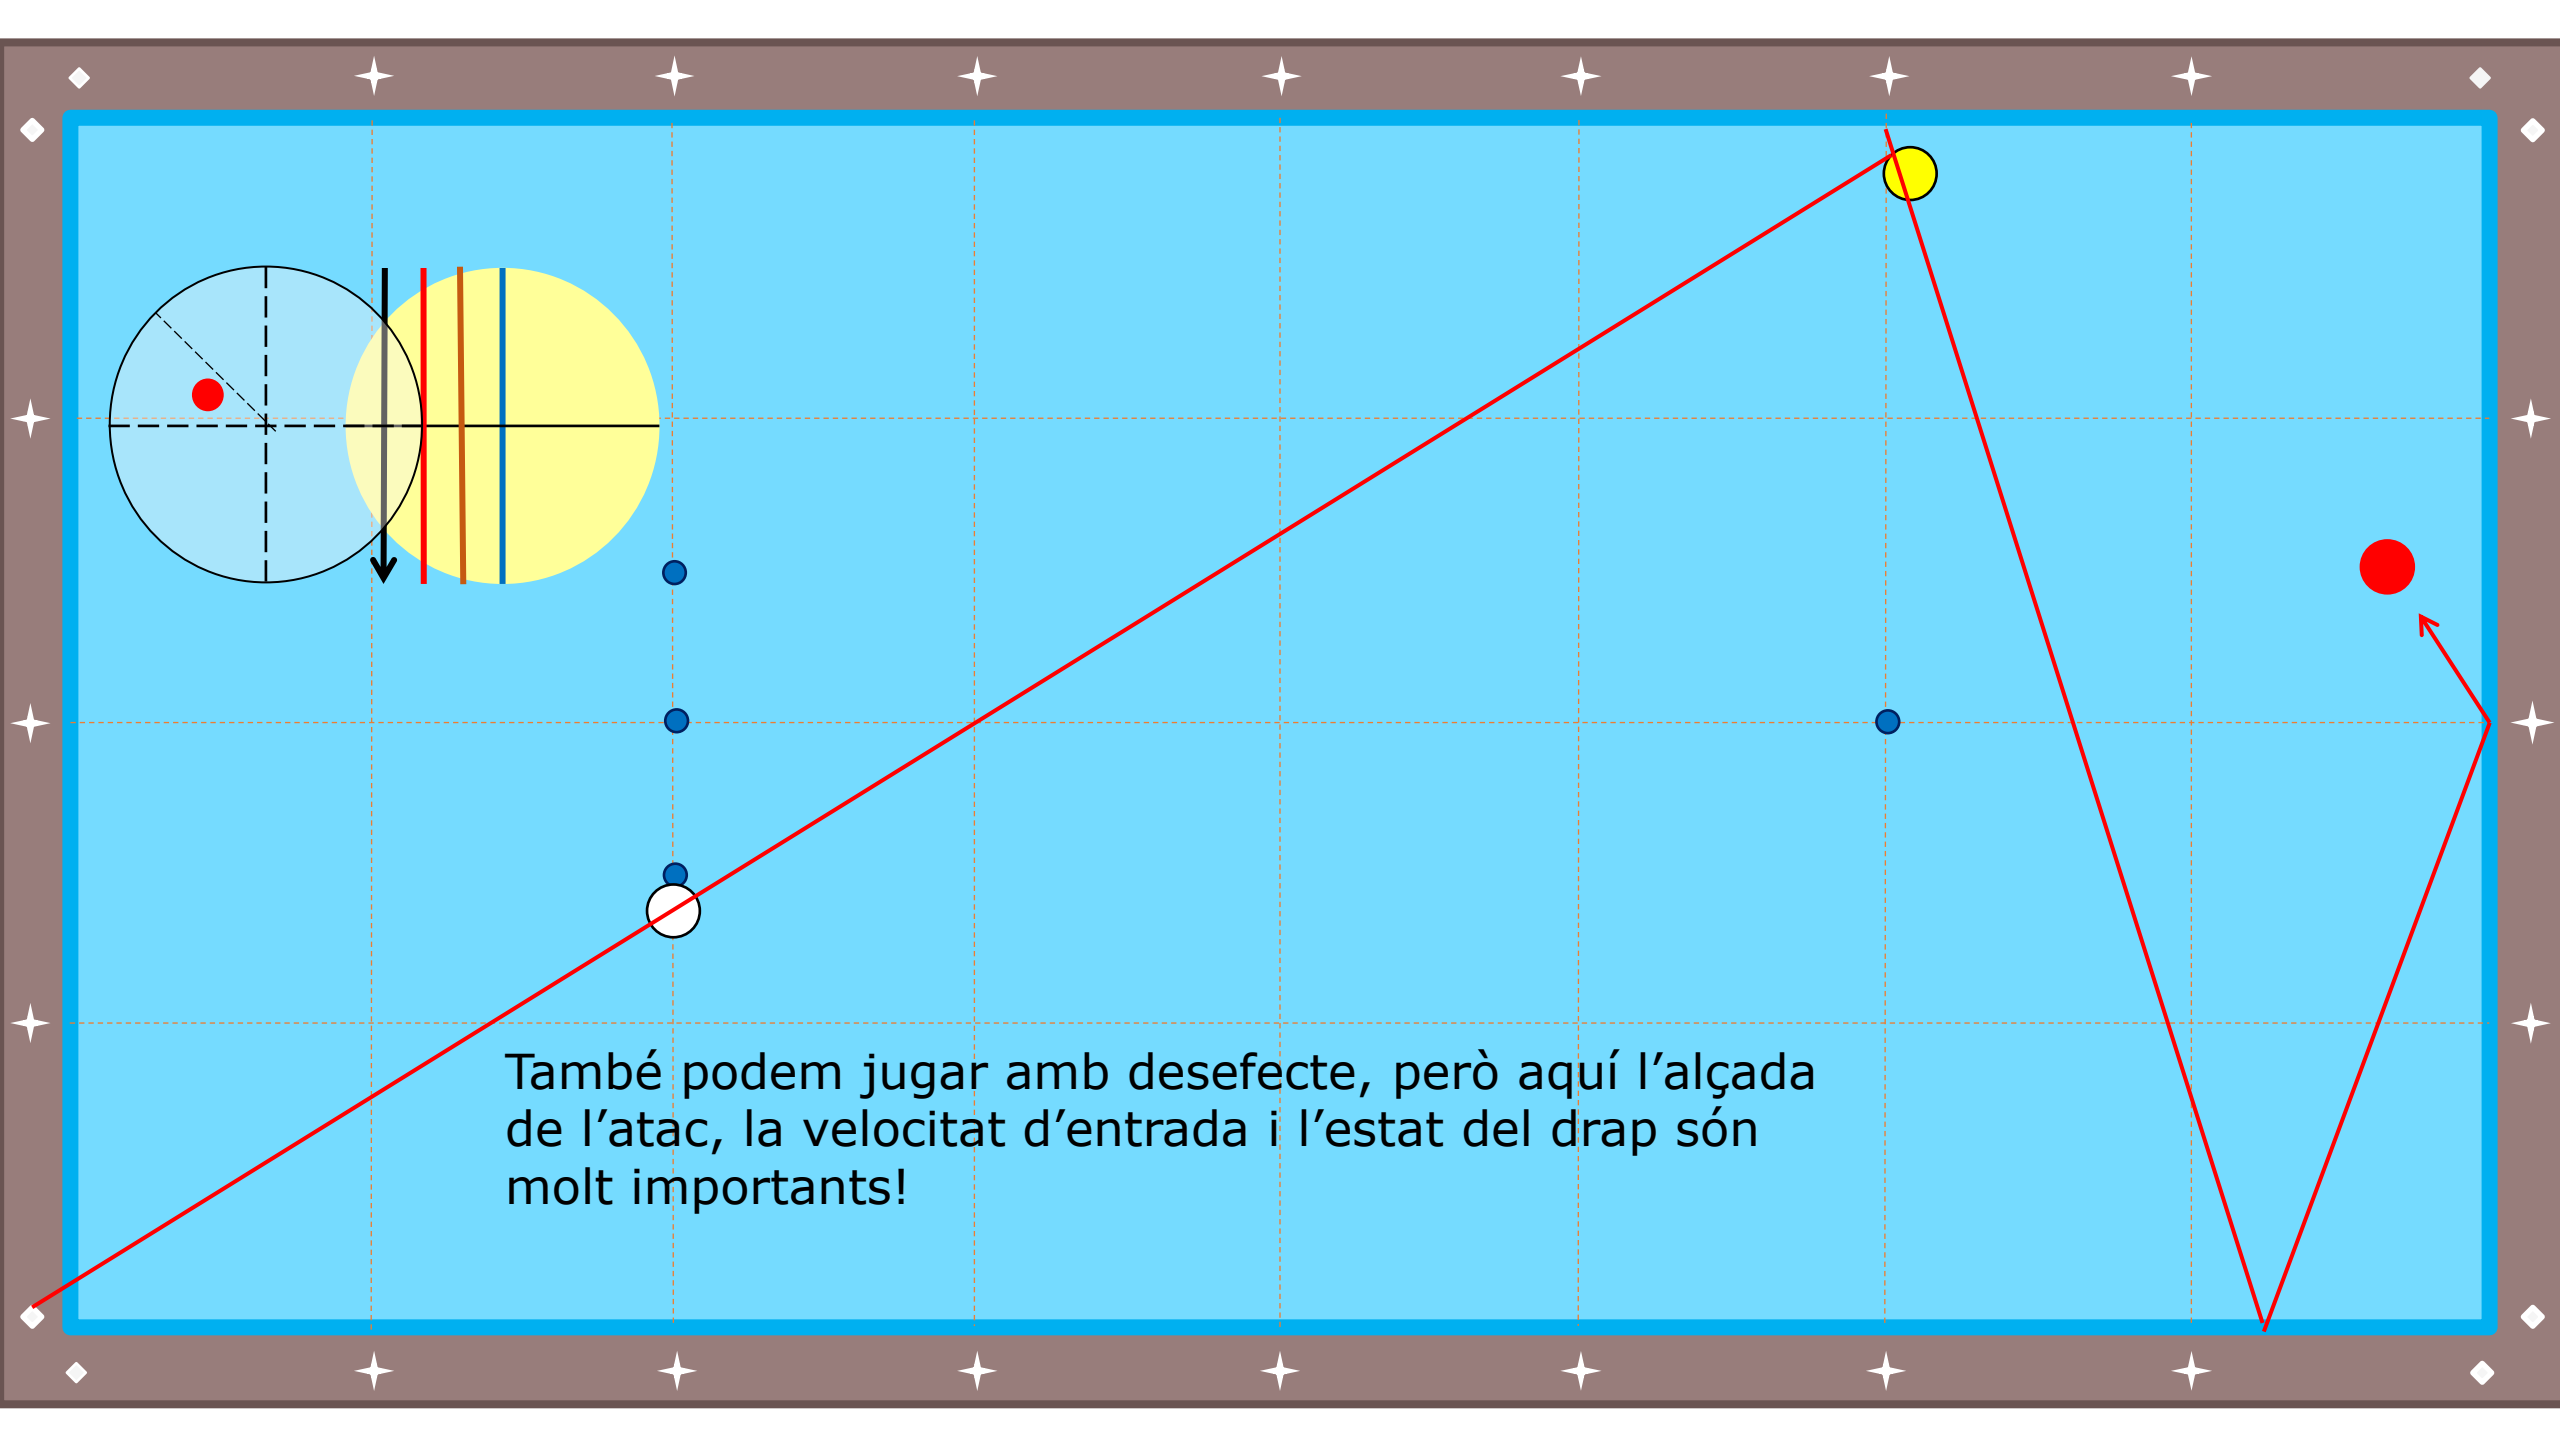 També podem jugar amb desefecte, però aquí l’alçada
de l’atac, la velocitat d’entrada i l’estat del drap són
molt importants!